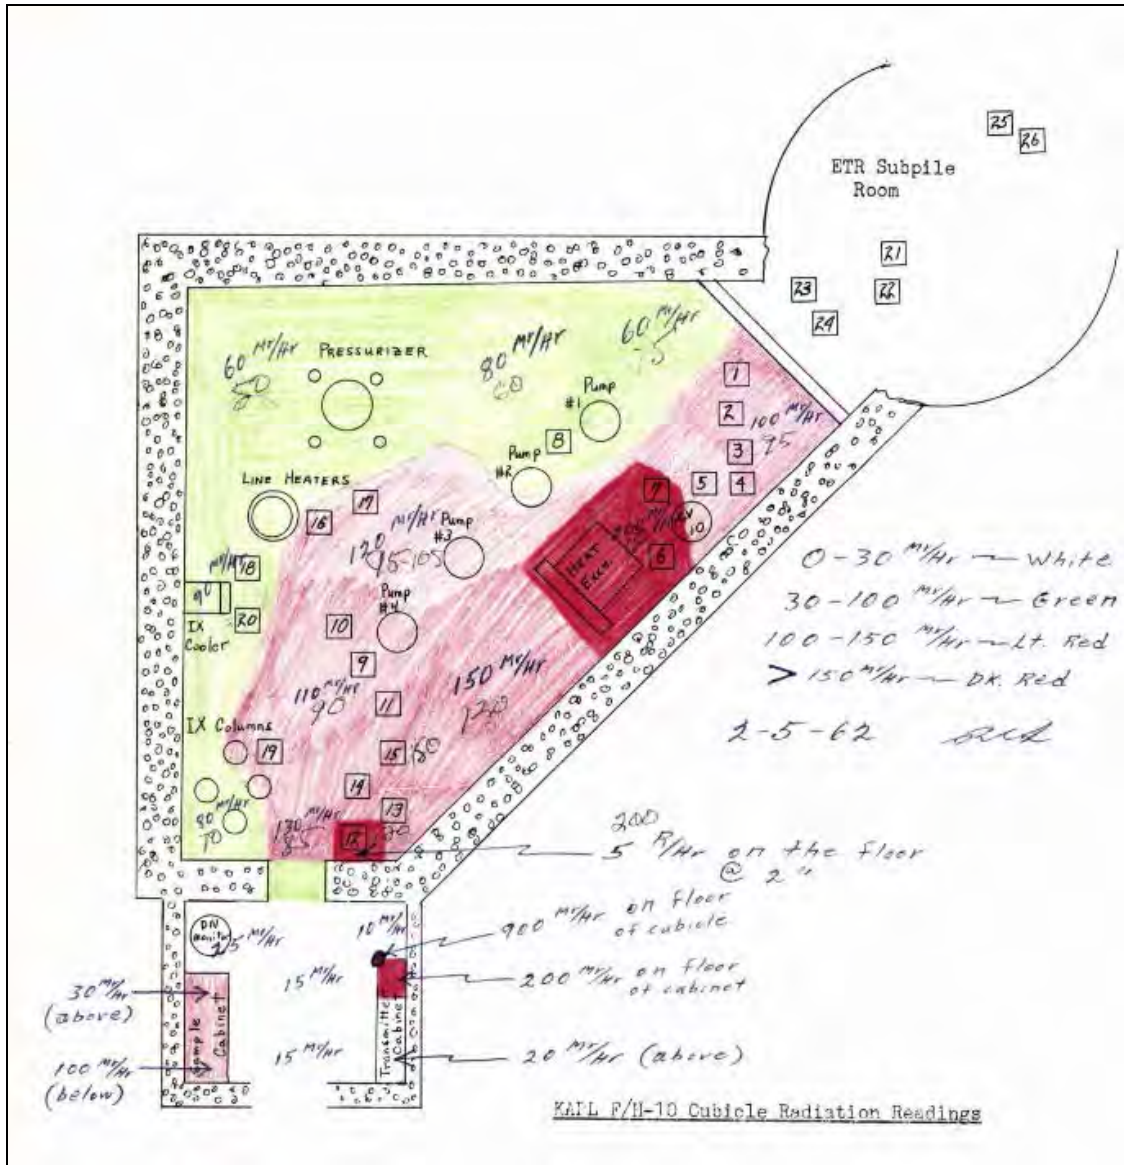 25
26
ETR Subpile
Room
21
22
23
24
60 Mr/Hr
50
PRESSURIZER
80 Mr/Hr
60
60 Mr/Hr
75
Pump
#1
8
Pump
#2
1
2
100 Mr/Hr
95
3
4
5
7
6
10
HEAT
Exch.
LINE HEATERS
16
17
Mr/Hr
120
95-105
Pump
#3
Mr/Hr
90
18
20
IX
Cooler
Pump
#4
10
9
11
110 Mr/Hr
90
150 Mr/Hr
120
0-30 Mr/Hr — White
30-100 Mr/Hr — Green
100-150 Mr/Hr — Lt. Red
> 150 Mr/Hr — DK. Red
2-5-62
IX Columns
19
15
14
13
80 Mr/Hr
70
130 Mr/Hr
85
12
200
5 R/Hr on the floor
@ 2"
900 Mr/Hr on floor
of cubicle
200 Mr/Hr on floor
of cabinet
20 Mr/Hr (above)
DN
Monitor
25 Mr/Hr
10 Mr/Hr
15 Mr/Hr
15 Mr/Hr
30 Mr/Hr
(above)
100 Mr/Hr
(below)
Sample
Cabinet
Transmitter
Cabinet
KAPL F/H-10 Cubicle Radiation Readings